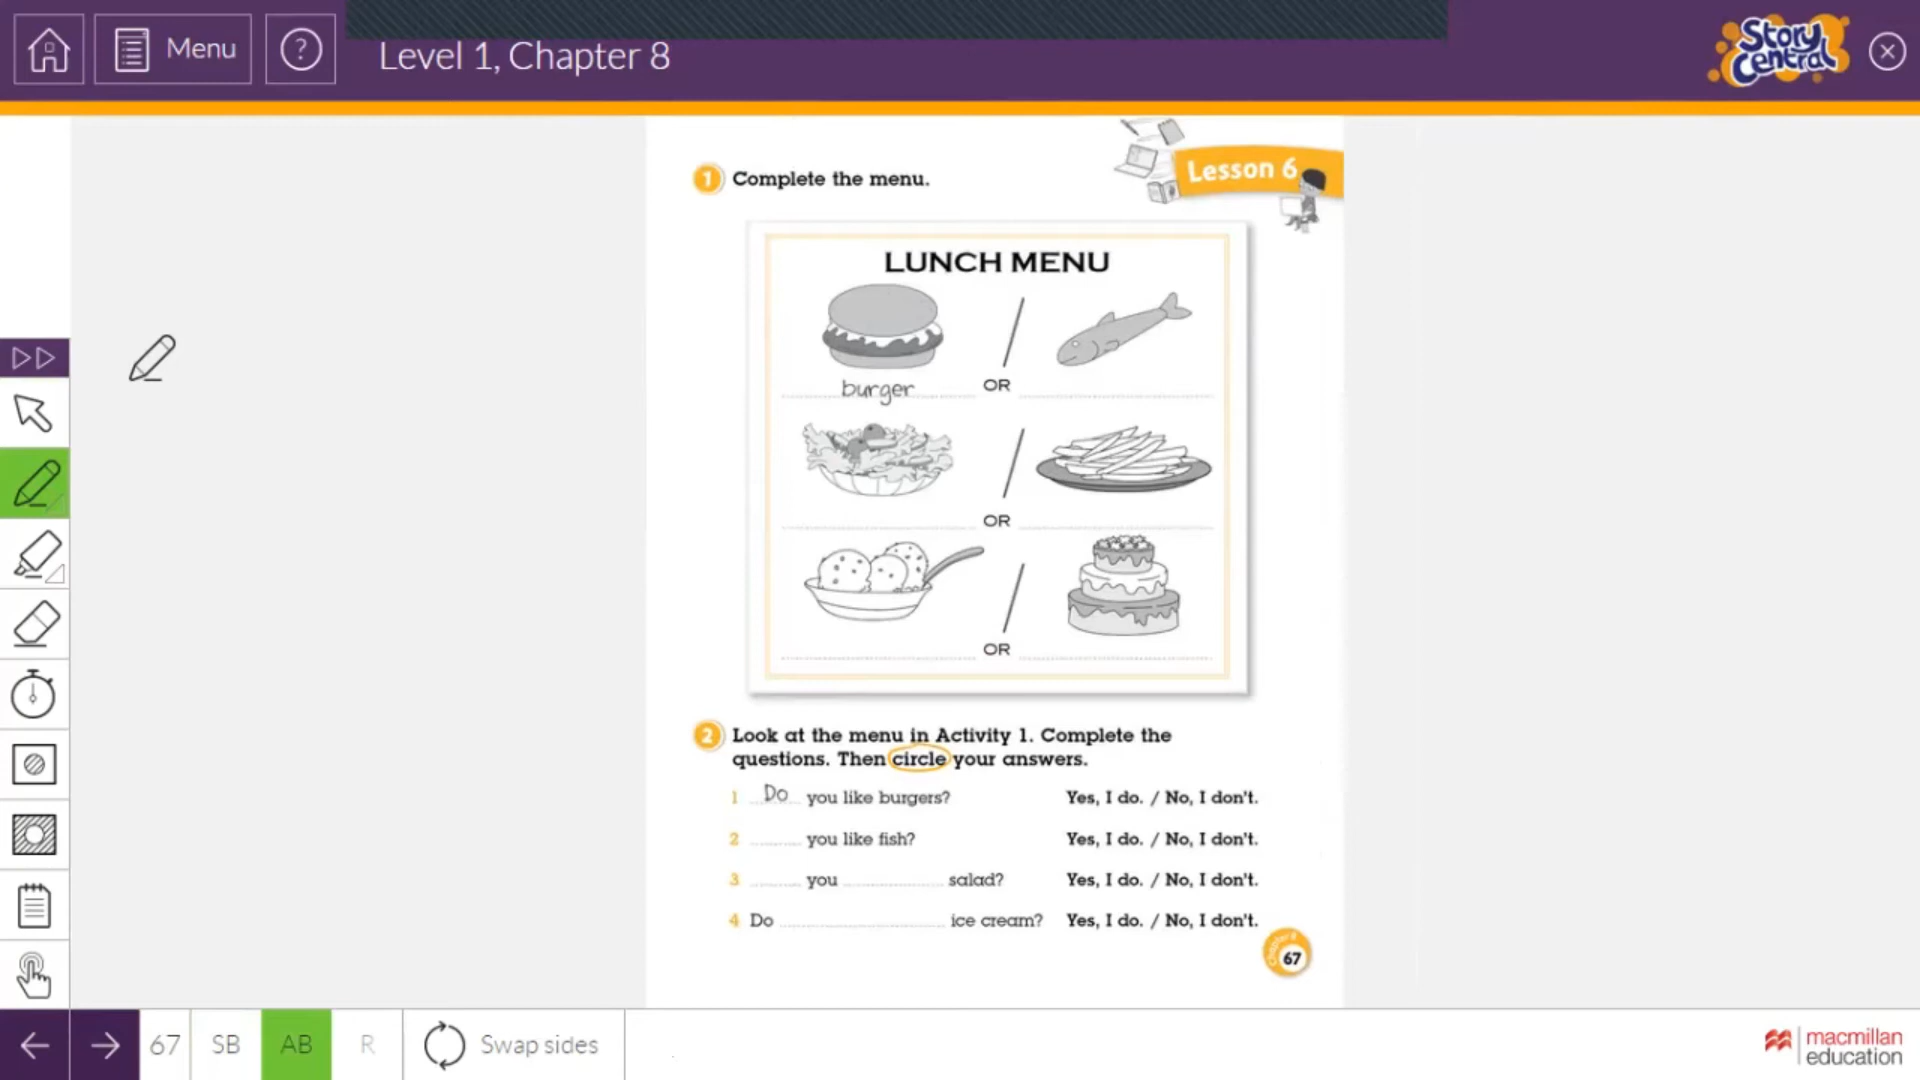 Menu
?
Level 1, Chapter 8
Story Central
Lesson 6
1 Complete the menu.
LUNCH MENU
burger OR
OR
OR
2 Look at the menu in Activity 1. Complete the
questions. Then circle your answers.
1 Do you like burgers? Yes, I do. / No, I don't.
2 you like fish? Yes, I do. / No, I don't.
3 you salad? Yes, I do. / No, I don't.
4 Do ice cream? Yes, I do. / No, I don't.
Chapter 8
67
67 SB AB R Swap sides
macmillan
education